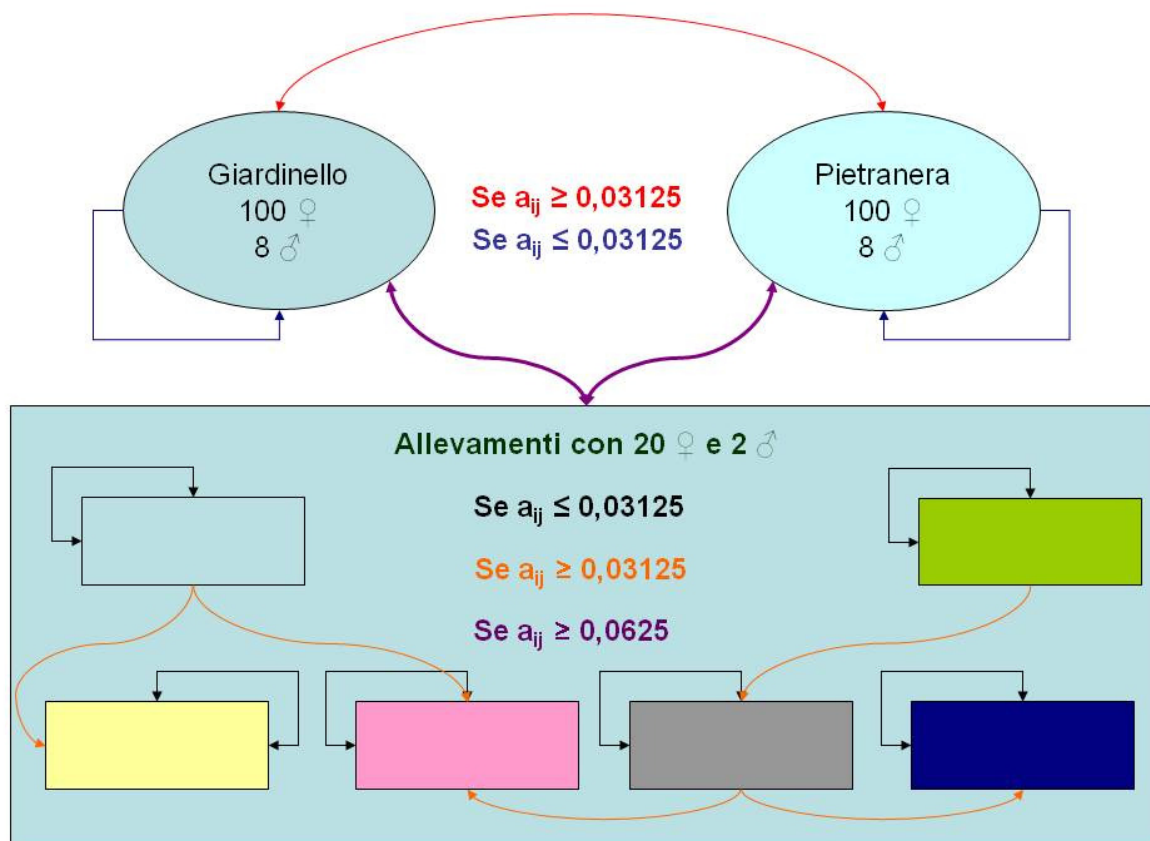 Giardinello
100 ♀
8 ♂
Pietranera
100 ♀
8 ♂
Se aij ≥ 0,03125
Se aij ≤ 0,03125
Allevamenti con 20 ♀ e 2 ♂
Se aij ≤ 0,03125
Se aij ≥ 0,03125
Se aij ≥ 0,0625